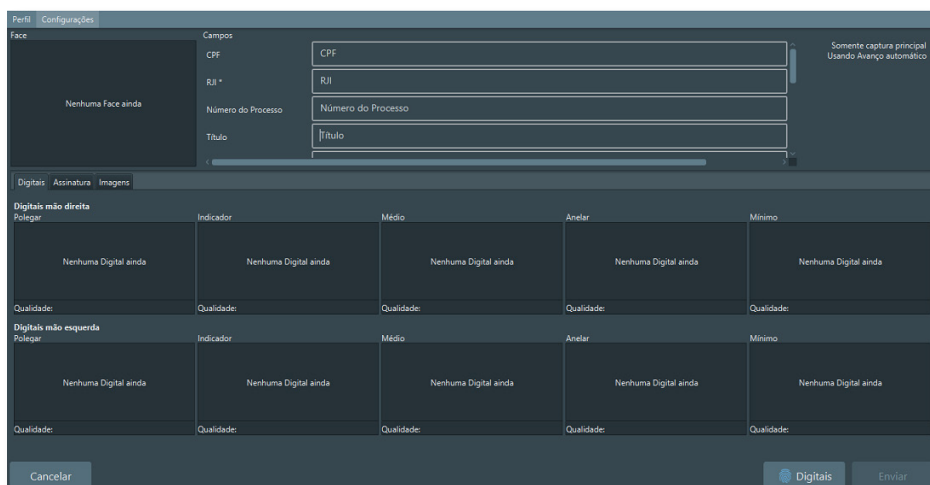 Perfil Configurações
Face
Nenhuma Face ainda
Campos
CPF CPF
RJI * RJI
Número do Processo Número do Processo
Título Título
Somente captura principal
Usando Avanço automático
Digitais Assinatura Imagens
Digitais mão direita
Polegar Indicador Médio Anelar Mínimo
Nenhuma Digital ainda Nenhuma Digital ainda Nenhuma Digital ainda Nenhuma Digital ainda Nenhuma Digital ainda
Qualidade: Qualidade: Qualidade: Qualidade: Qualidade:
Digitais mão esquerda
Polegar Indicador Médio Anelar Mínimo
Nenhuma Digital ainda Nenhuma Digital ainda Nenhuma Digital ainda Nenhuma Digital ainda Nenhuma Digital ainda
Qualidade: Qualidade: Qualidade: Qualidade: Qualidade:
Cancelar Digitais Enviar